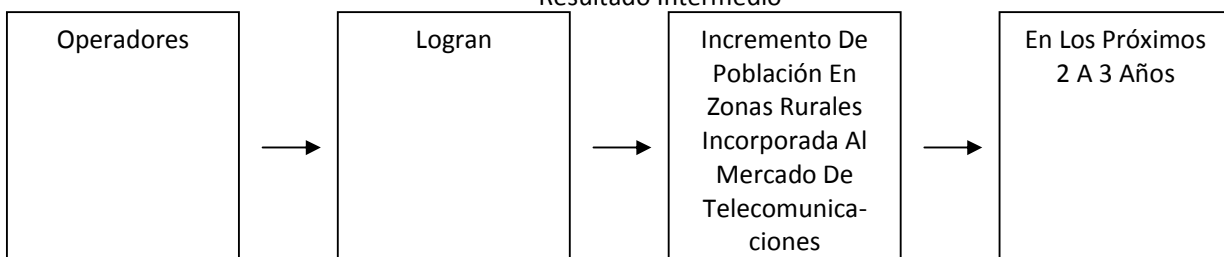 Resultado Intermedio
Operadores
Logran
Incremento De
Población En
Zonas Rurales
Incorporada Al
Mercado De
Telecomunica-
ciones
En Los Próximos
2 A 3 Años